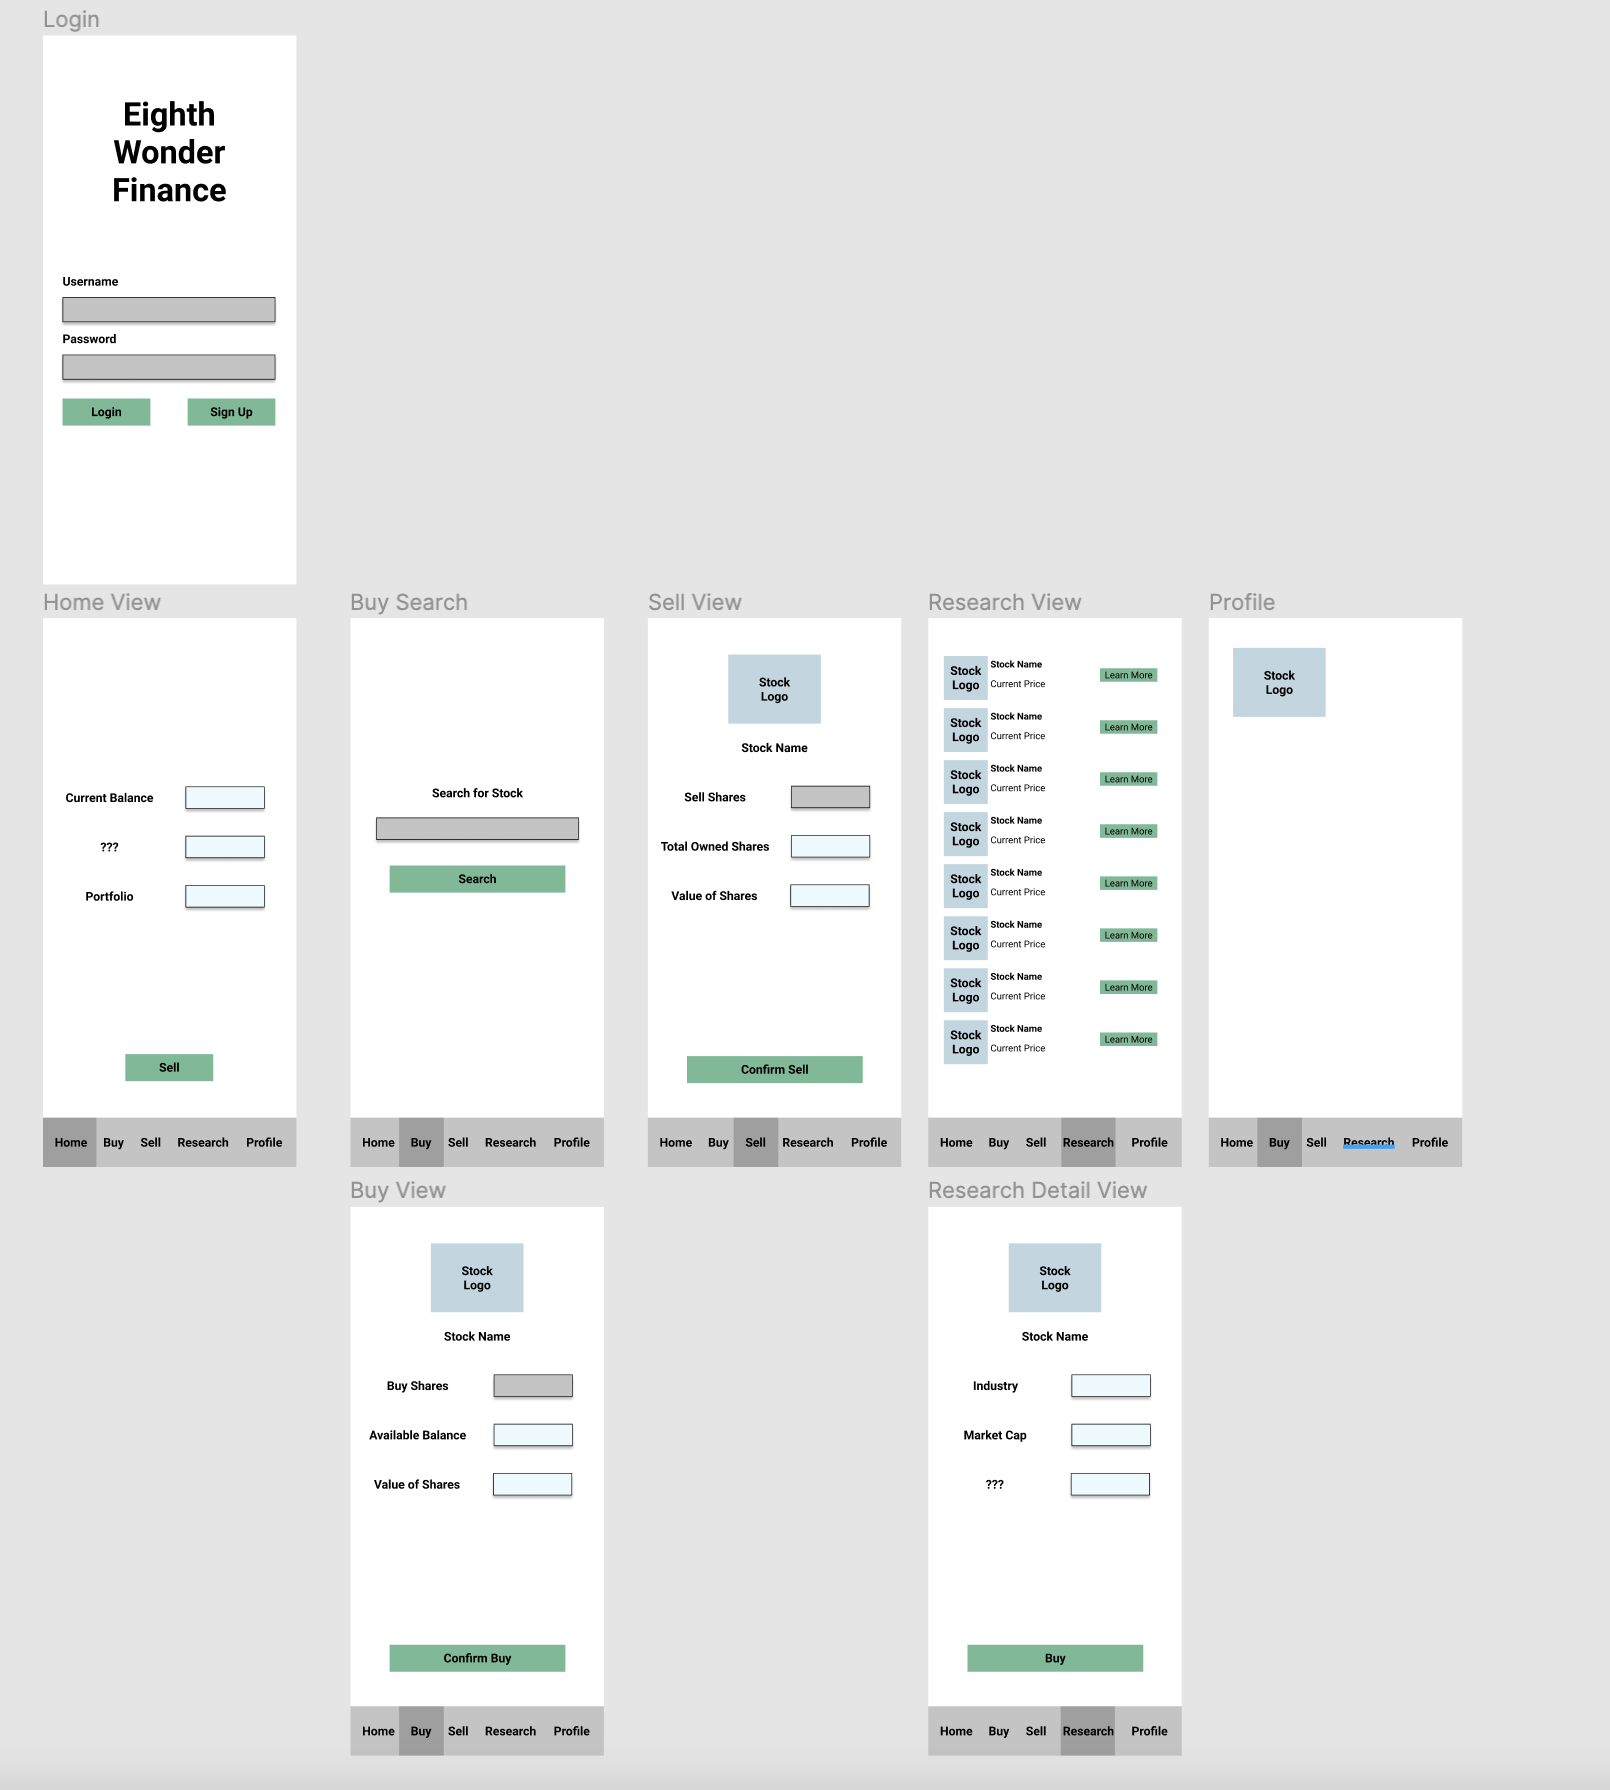 Login
Eighth
Wonder
Finance
Username
Password
Login Sign Up
Home View
Current Balance
???
Portfolio
Sell
Home Buy Sell Research Profile
Buy Search
Search for Stock
Search
Home Buy Sell Research Profile
Sell View
Stock
Logo
Stock Name
Sell Shares
Total Owned Shares
Value of Shares
Confirm Sell
Home Buy Sell Research Profile
Research View
Stock
Logo
Stock Name
Current Price
Learn More
Stock
Logo
Stock Name
Current Price
Learn More
Stock
Logo
Stock Name
Current Price
Learn More
Stock
Logo
Stock Name
Current Price
Learn More
Stock
Logo
Stock Name
Current Price
Learn More
Stock
Logo
Stock Name
Current Price
Learn More
Stock
Logo
Stock Name
Current Price
Learn More
Stock
Logo
Stock Name
Current Price
Learn More
Home Buy Sell Research Profile
Profile
Stock
Logo
Home Buy Sell Research Profile
Buy View
Stock
Logo
Stock Name
Buy Shares
Available Balance
Value of Shares
Confirm Buy
Home Buy Sell Research Profile
Research Detail View
Stock
Logo
Stock Name
Industry
Market Cap
???
Buy
Home Buy Sell Research Profile